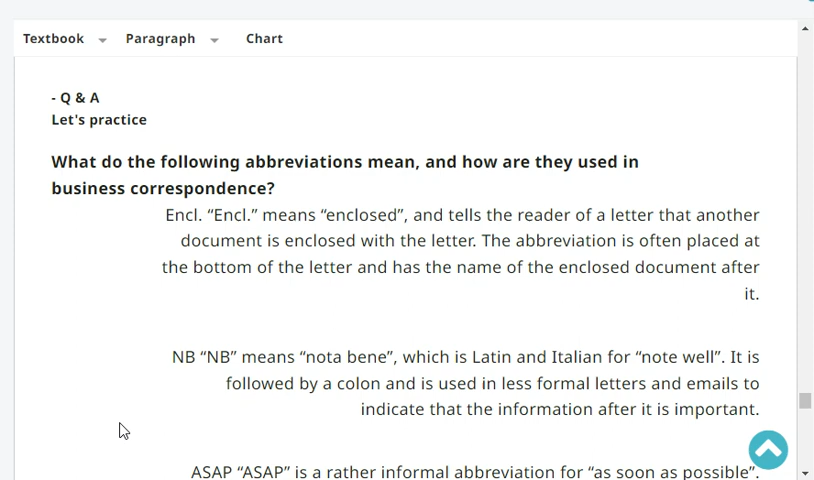 Textbook Paragraph Chart
- Q & A
Let's practice
What do the following abbreviations mean, and how are they used in
business correspondence?
Encl. “Encl.” means “enclosed”, and tells the reader of a letter that another
document is enclosed with the letter. The abbreviation is often placed at
the bottom of the letter and has the name of the enclosed document after
it.
NB “NB” means “nota bene”, which is Latin and Italian for “note well”. It is
followed by a colon and is used in less formal letters and emails to
indicate that the information after it is important.
ASAP “ASAP” is a rather informal abbreviation for “as soon as possible”.